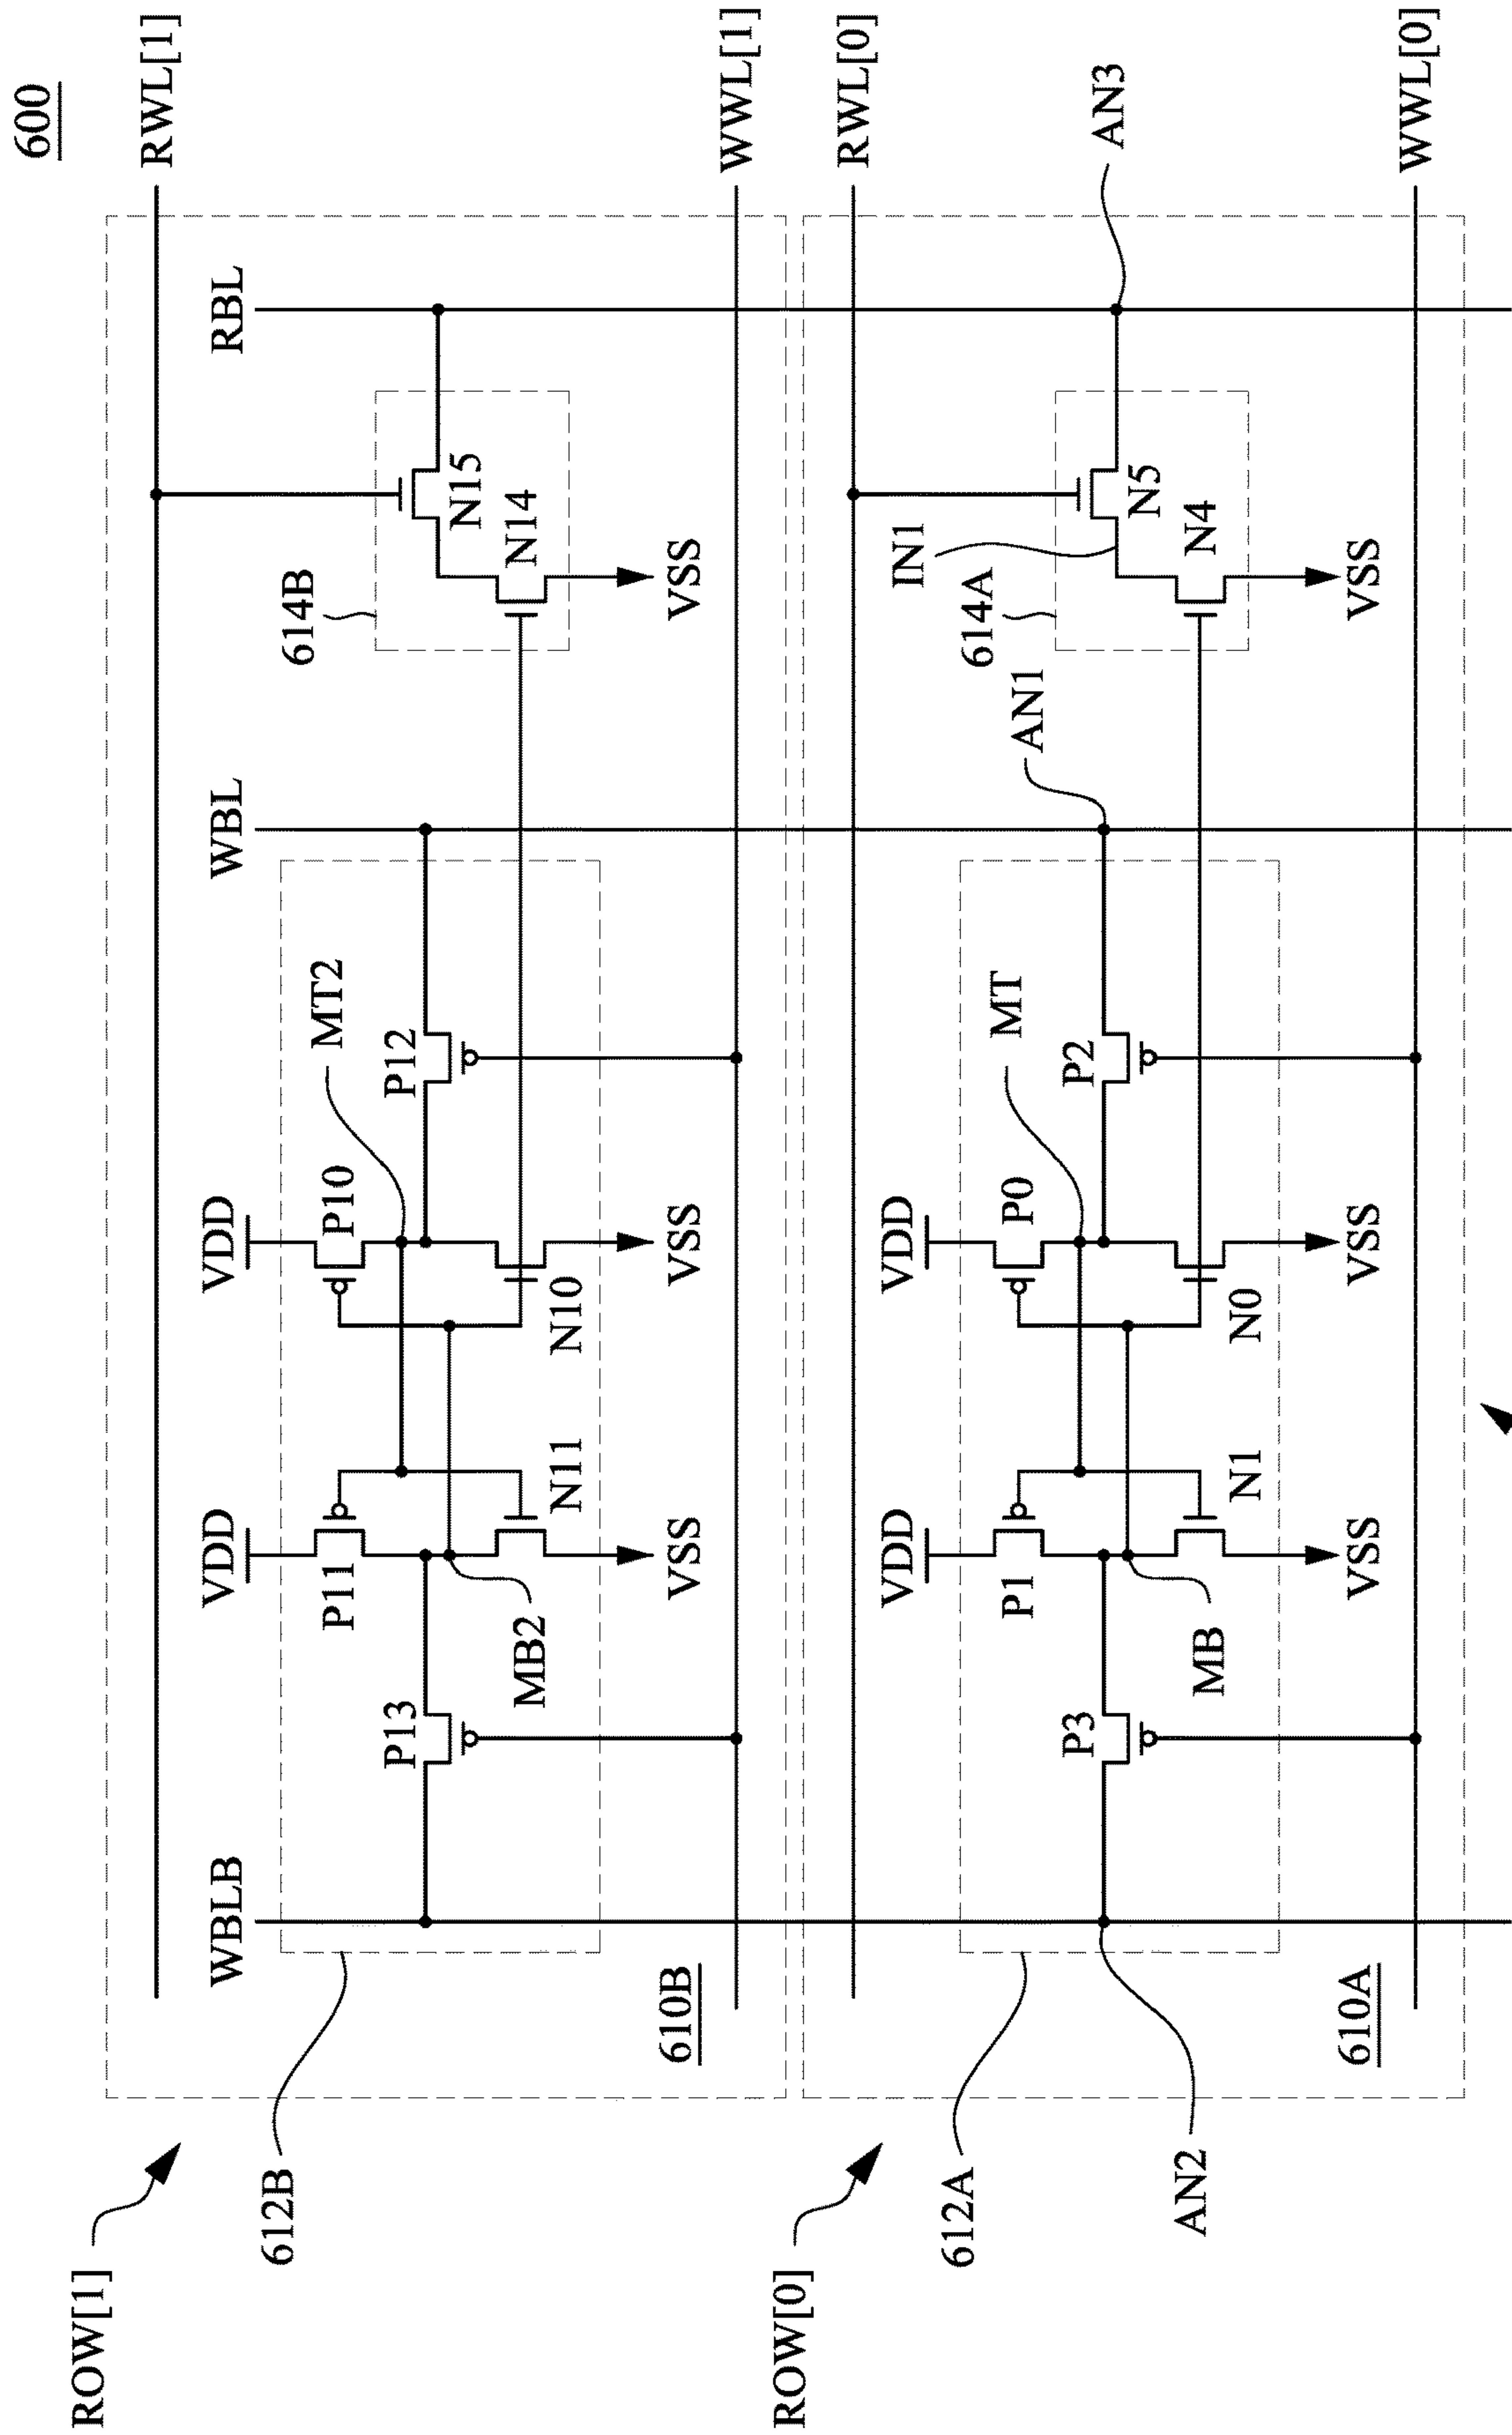 600
ROW[1]
RWL[1]
WBLB
WBL
RBL
612B
VDD
VDD
MT2
614B
P13
P11
P10
P12
N15
MB2
N11
N10
N14
VSS
VSS
VSS
610B
WWL[1]
ROW[0]
RWL[0]
612A
VDD
VDD
MT
AN1
614A
IN1
AN3
P3
P1
P0
P2
N5
AN2
MB
N1
N0
N4
VSS
VSS
VSS
610A
WWL[0]